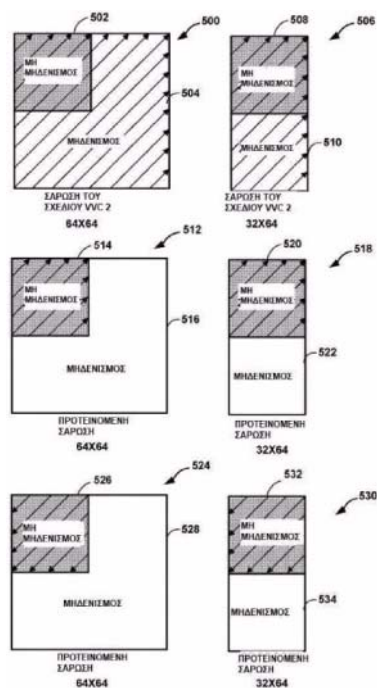 502
500
508
506
ΜΗ
ΜΗΔΕΝΙΣΜΟΣ
504
ΜΗ
ΜΗΔΕΝΙΣΜΟΣ
ΜΗΔΕΝΙΣΜΟΣ
ΜΗΔΕΝΙΣΜΟΣ
510
ΣΑΡΩΣΗ ΤΟΥ
ΣΧΕΔΙΟΥ VVC 2
64X64
ΣΑΡΩΣΗ ΤΟΥ
ΣΧΕΔΙΟΥ VVC 2
32X64
514
512
520
518
ΜΗ
ΜΗΔΕΝΙΣΜΟΣ
516
ΜΗ
ΜΗΔΕΝΙΣΜΟΣ
522
ΜΗΔΕΝΙΣΜΟΣ
ΜΗΔΕΝΙΣΜΟΣ
ΠΡΟΤΕΙΝΟΜΕΝΗ
ΣΑΡΩΣΗ
64X64
ΠΡΟΤΕΙΝΟΜΕΝΗ
ΣΑΡΩΣΗ
32X64
526
524
532
530
ΜΗ
ΜΗΔΕΝΙΣΜΟΣ
528
ΜΗ
ΜΗΔΕΝΙΣΜΟΣ
ΜΗΔΕΝΙΣΜΟΣ
ΜΗΔΕΝΙΣΜΟΣ
534
ΠΡΟΤΕΙΝΟΜΕΝΗ
ΣΑΡΩΣΗ
64X64
ΠΡΟΤΕΙΝΟΜΕΝΗ
ΣΑΡΩΣΗ
32X64